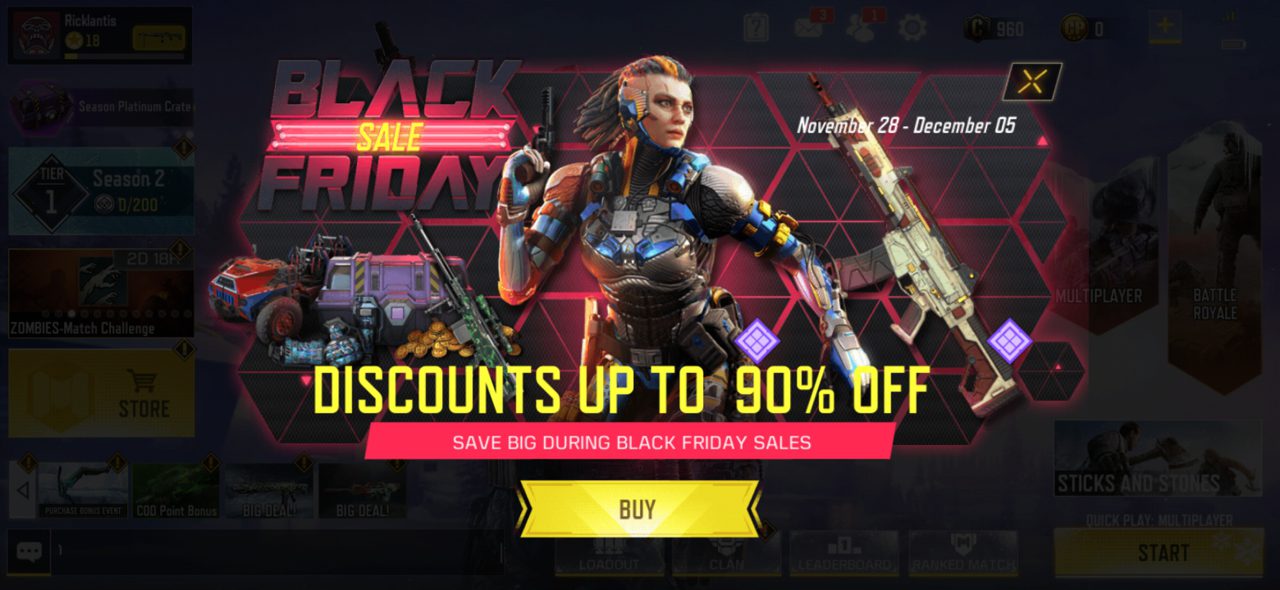 Ricklantis
18
3
1
960
CP
0
BLACK
SALE
FRIDAY
November 28 - December 05
Season Platinum Crate
TIER
1
Season 2
0/200
2D 18H
ZOMBIES-Match Challenge
STORE
MULTIPLAYER
BATTLE
ROYALE
DISCOUNTS UP TO 90% OFF
SAVE BIG DURING BLACK FRIDAY SALES
BUY
PURCHASE BONUS EVENT
COD Point Bonus
BIG DEAL!
BIG DEAL!
STICKS AND STONES
QUICK PLAY: MULTIPLAYER
START
LOADOUT
CLAN
LEADERBOARD
RANKED MATCH